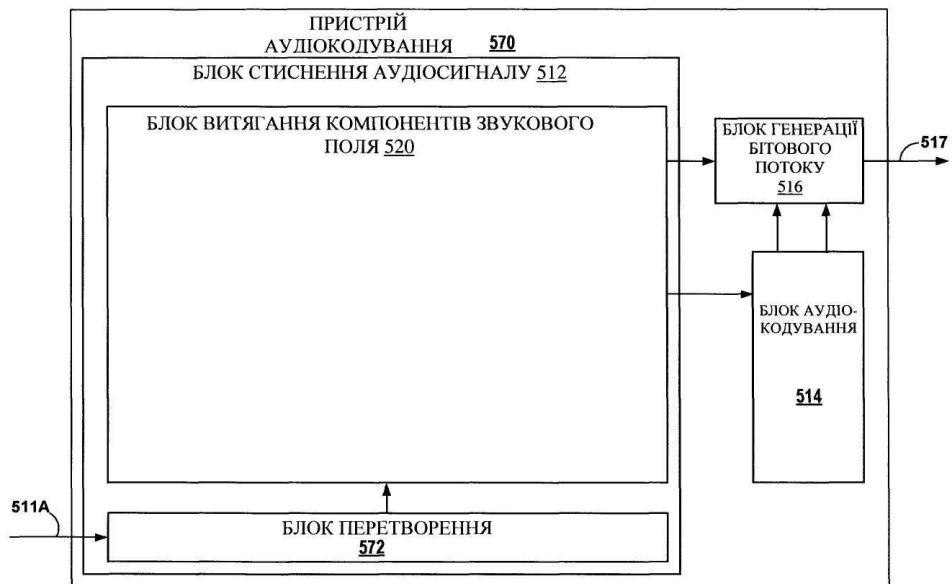 ПРИСТРІЙ
АУДІОКОДУВАННЯ 570
БЛОК СТИСНЕННЯ АУДІОСИГНАЛУ 512
БЛОК ВИТЯГАННЯ КОМПОНЕНТІВ ЗВУКОВОГО
ПОЛЯ 520
БЛОК ГЕНЕРАЦІЇ
БІТОВОГО
ПОТОКУ
516
517
БЛОК АУДІО-
КОДУВАННЯ
514
511A
БЛОК ПЕРЕТВОРЕННЯ
572